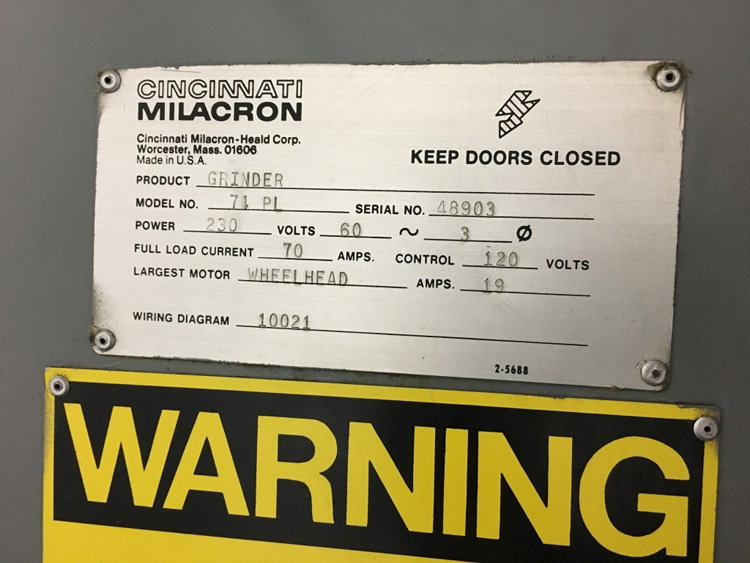 CINCINNATI
MILACRON
Cincinnati Milacron-Heald Corp.
Worcester, Mass. 01606
Made in U.S.A.
KEEP DOORS CLOSED
PRODUCT GRINDER
MODEL NO. 71 PL SERIAL NO. 48903
POWER 230 VOLTS 60 ~ 3 Ø
FULL LOAD CURRENT 70 AMPS. CONTROL 120 VOLTS
LARGEST MOTOR WHEELHEAD AMPS. 19
WIRING DIAGRAM 10021
2-5688
WARNING